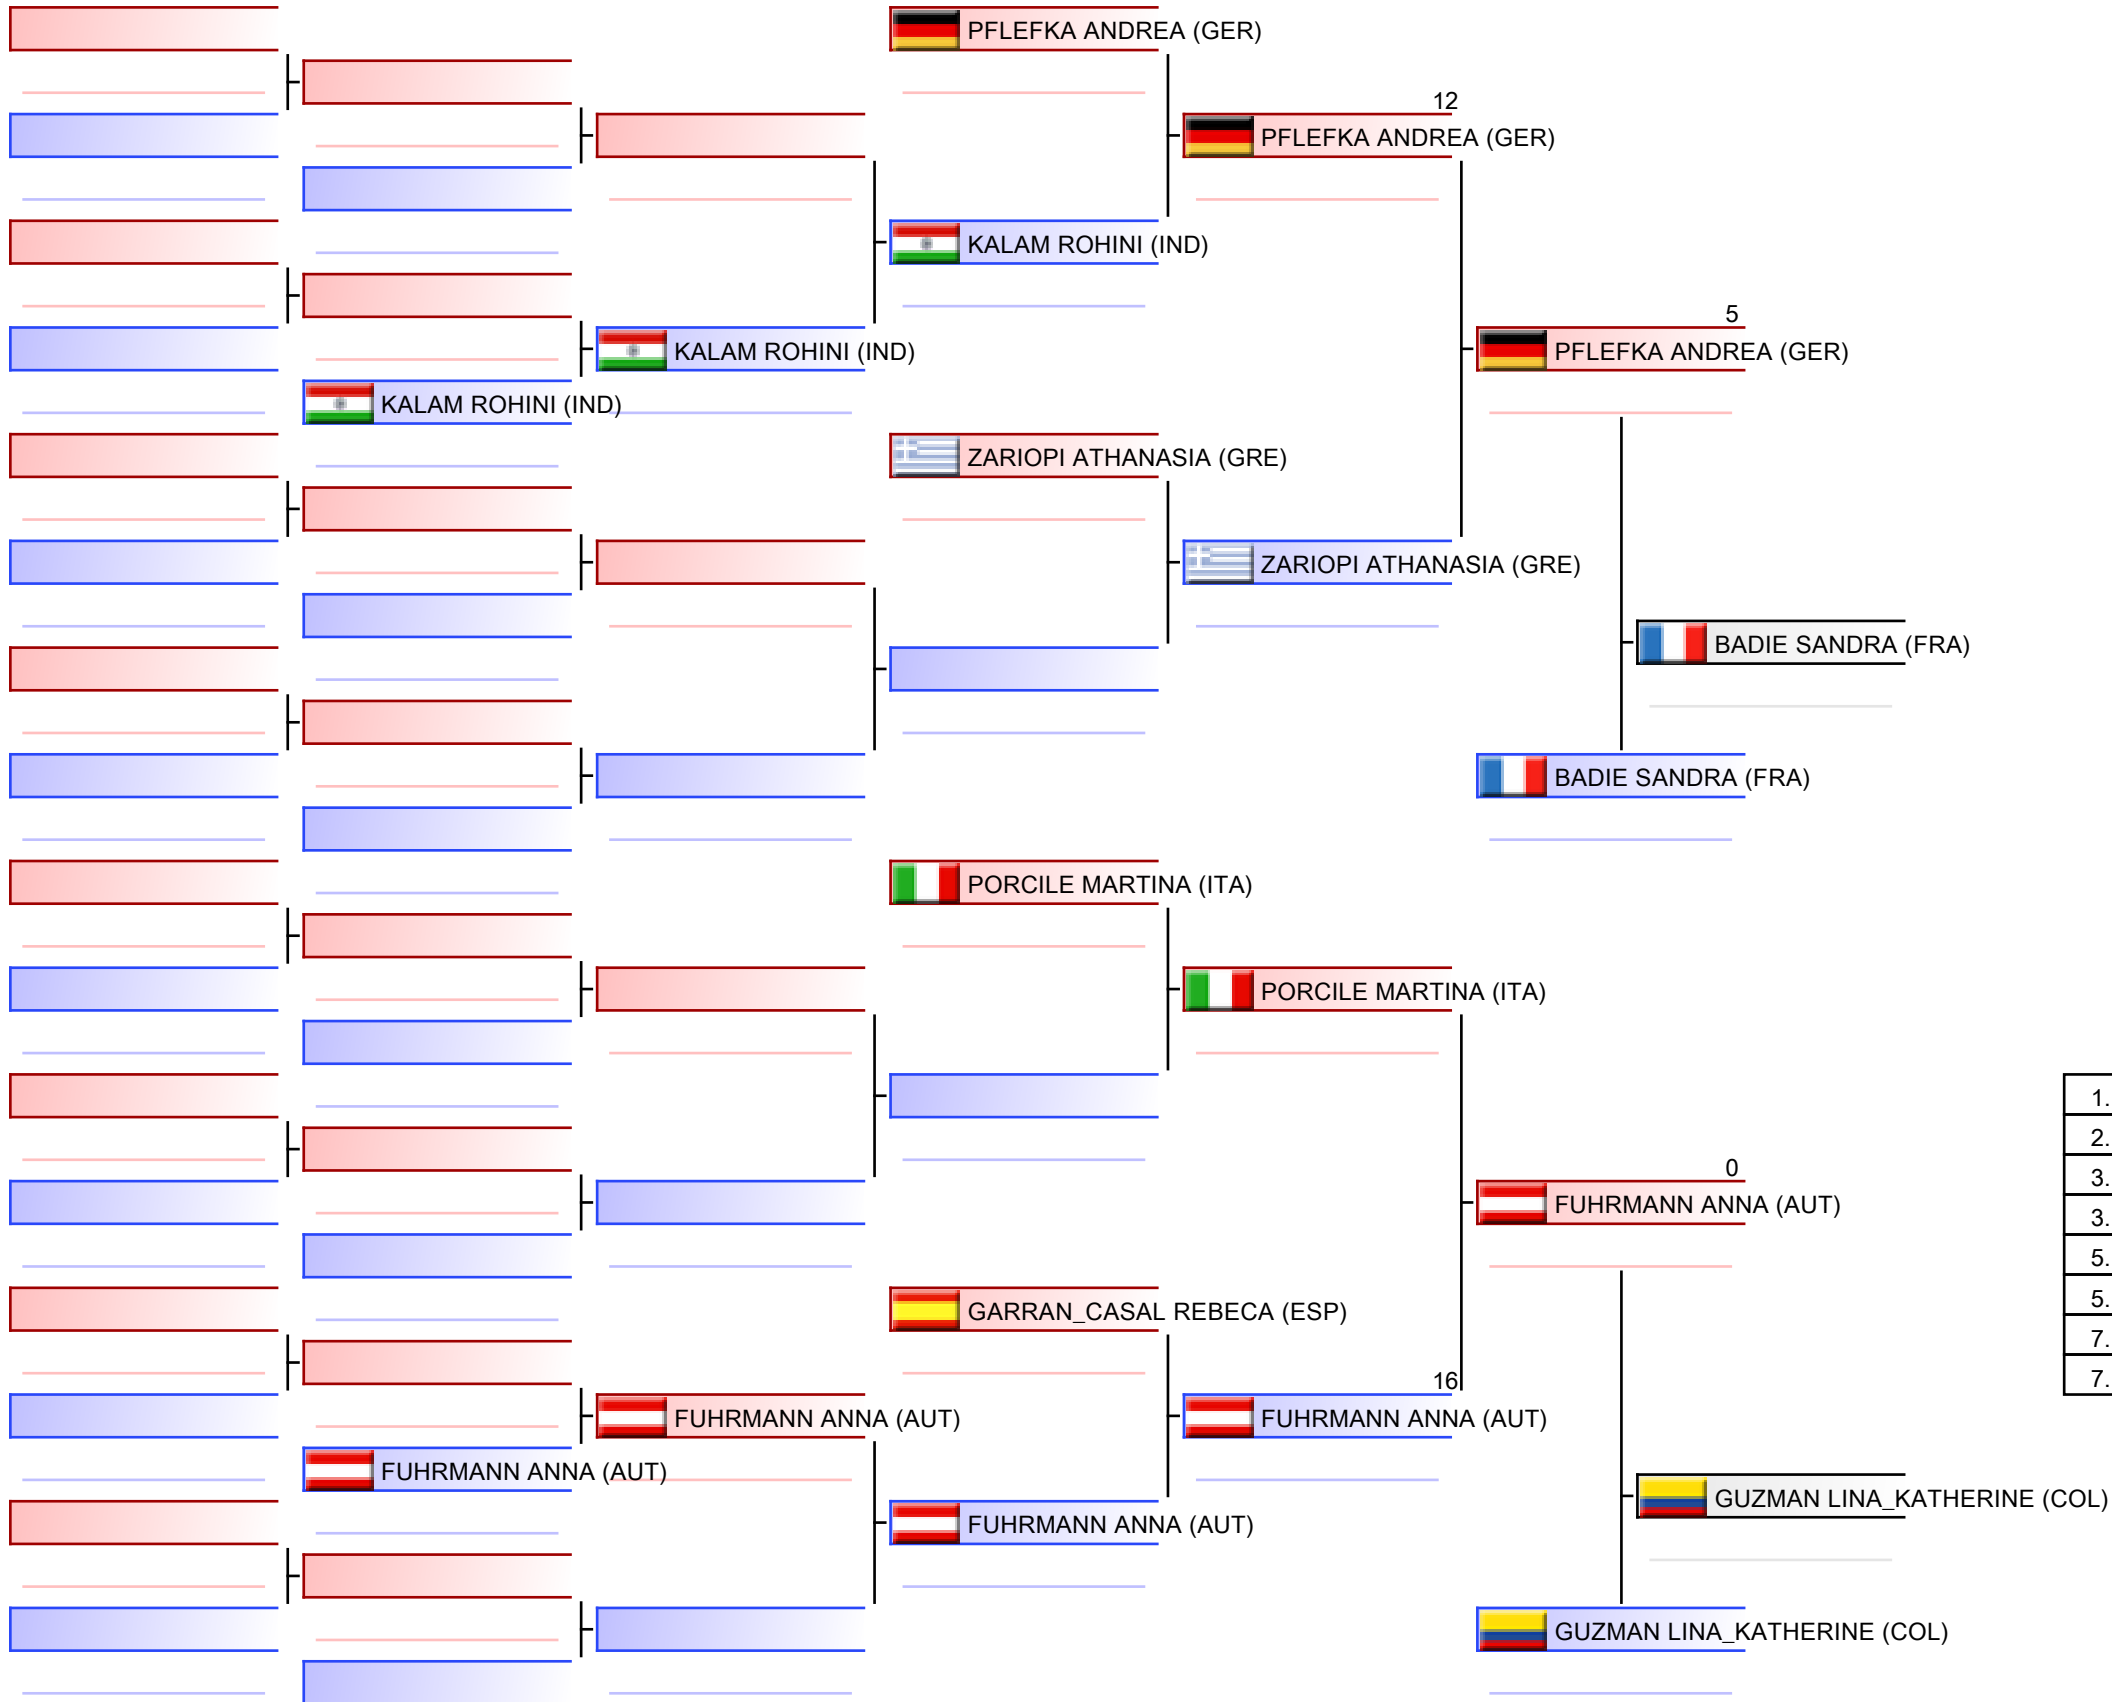 PFLEFKA ANDREA (GER)
12
PFLEFKA ANDREA (GER)
KALAM ROHINI (IND)
5
KALAM ROHINI (IND)
PFLEFKA ANDREA (GER)
KALAM ROHINI (IND)
ZARIOPI ATHANASIA (GRE)
ZARIOPI ATHANASIA (GRE)
BADIE SANDRA (FRA)
BADIE SANDRA (FRA)
PORCILE MARTINA (ITA)
PORCILE MARTINA (ITA)
1.
2.
0
3.
FUHRMANN ANNA (AUT)
3.
5.
5.
GARRAN_CASAL REBECA (ESP)
7.
16
7.
FUHRMANN ANNA (AUT)
FUHRMANN ANNA (AUT)
FUHRMANN ANNA (AUT)
GUZMAN LINA_KATHERINE (COL)
FUHRMANN ANNA (AUT)
GUZMAN LINA_KATHERINE (COL)